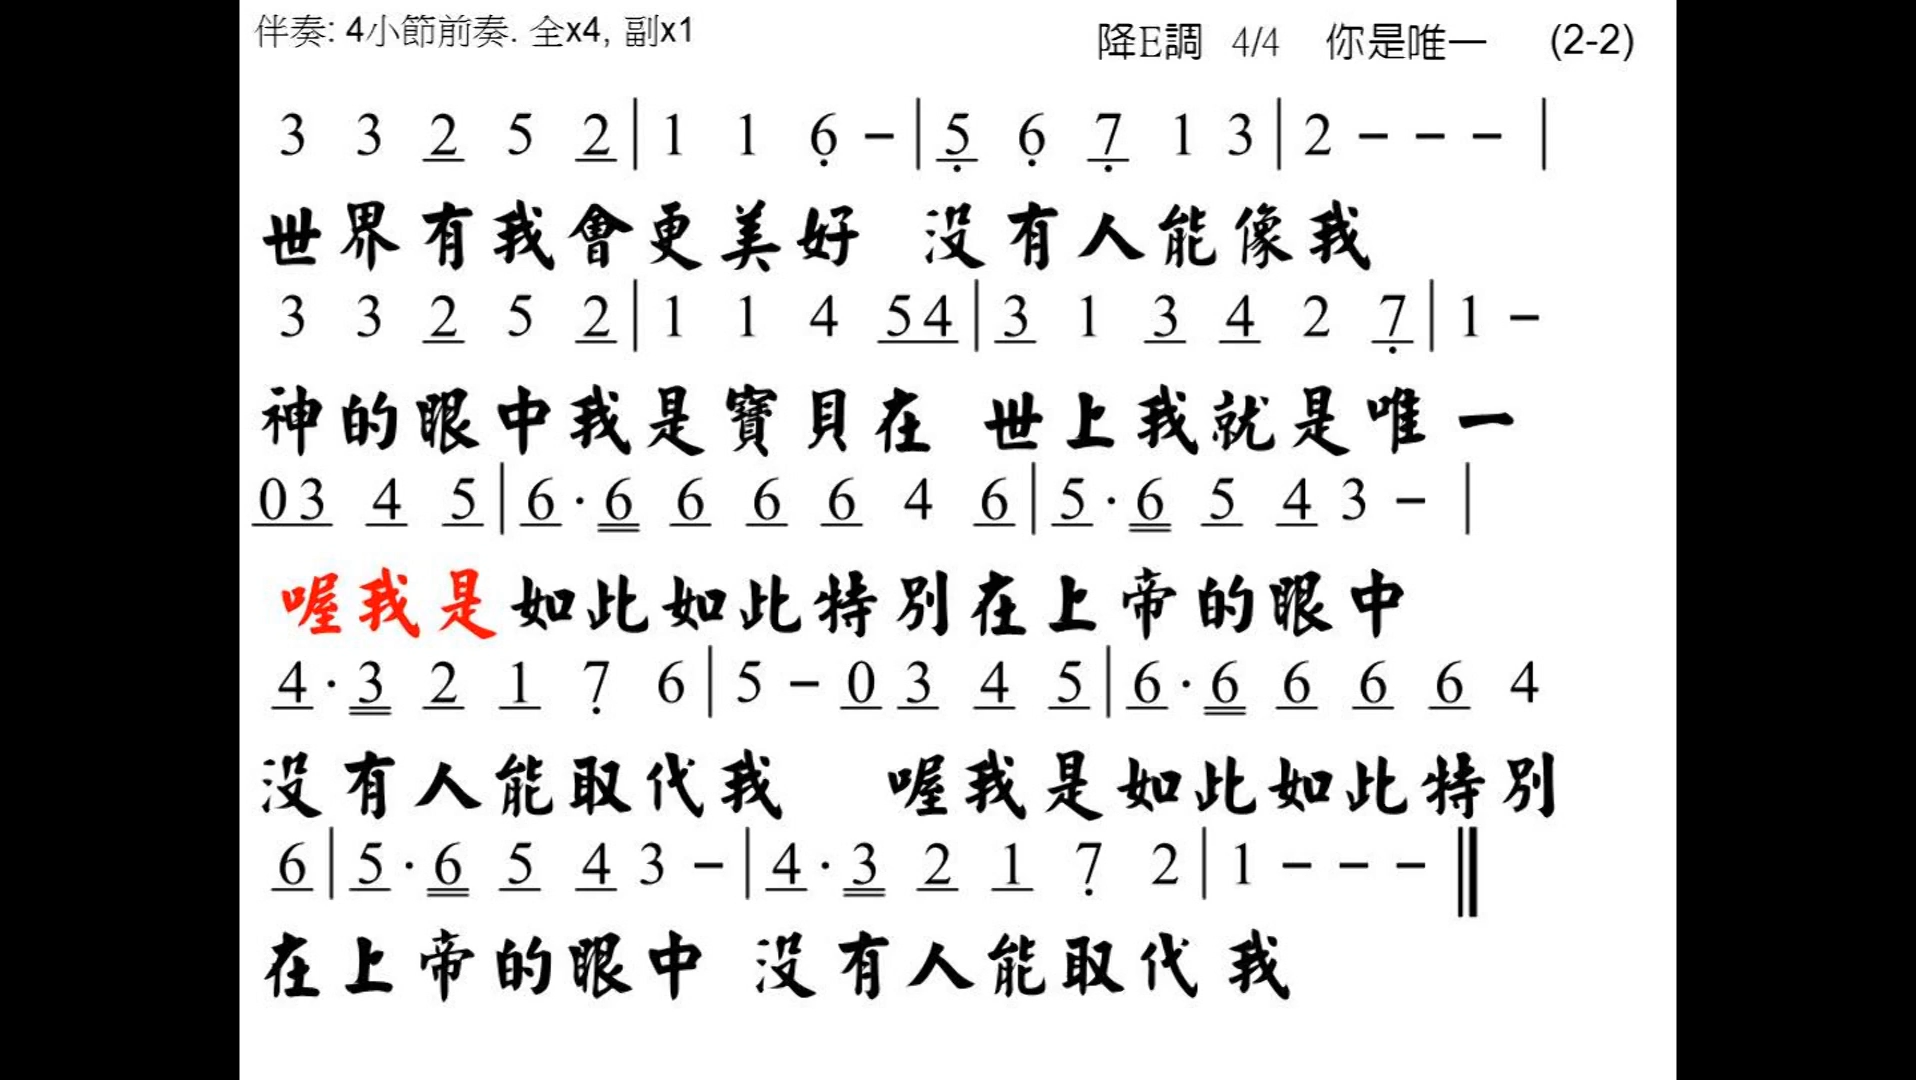 伴奏: 4小節前奏. 全x4, 副x1 降E調 4/4 你是唯一 (2-2)
3 3 2 5 2|1 1 6 -|5 6 7 1 3|2 - - - |
世界有我會更美好 没有人能像我
3 3 2 5 2|1 1 4 54|3 1 3 4 2 7|1 -
神的眼中我是寶貝在 世上我就是唯一
03 4 5|6·6 6 6 6 4 6|5·6 5 4 3 - |
喔我是如此如此特別在上帝的眼中
4·3 2 1 7 6|5 - 0 3 4 5|6·6 6 6 6 4
没有人能取代我 喔我是如此如此特別
6|5·6 5 4 3 -|4·3 2 1 7 2|1 - - - ‖
在上帝的眼中 没有人能取代我